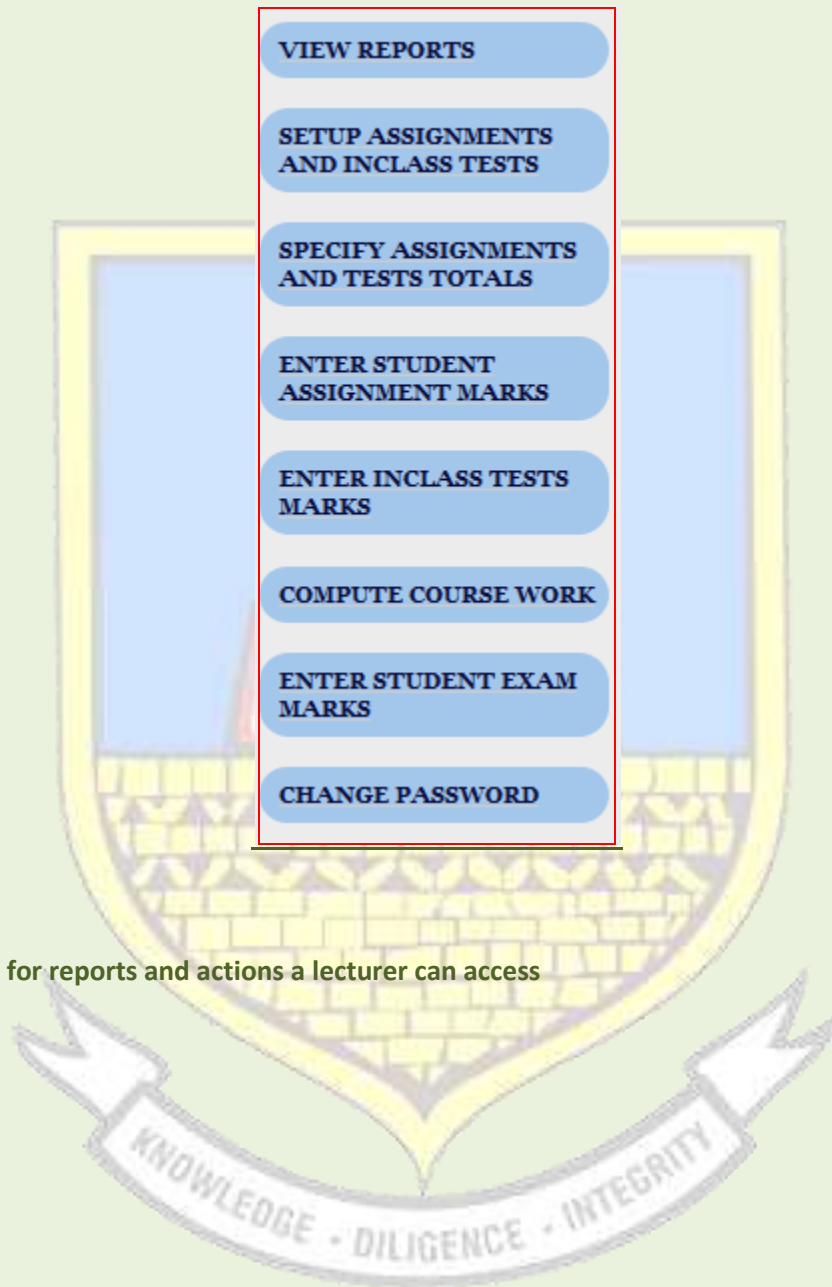 VIEW REPORTS
SETUP ASSIGNMENTS
AND INCLASS TESTS
SPECIFY ASSIGNMENTS
AND TESTS TOTALS
ENTER STUDENT
ASSIGNMENT MARKS
ENTER INCLASS TESTS
MARKS
COMPUTE COURSE WORK
ENTER STUDENT EXAM
MARKS
CHANGE PASSWORD
for reports and actions a lecturer can access
KNOWLEDGE - DILIGENCE - INTEGRITY